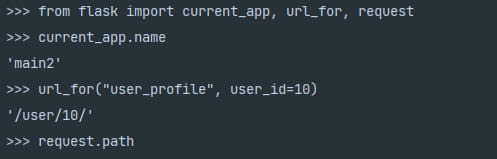 >>> from flask import current_app, url_for, request
>>> current_app.name
'main2'
>>> url_for("user_profile", user_id=10)
'/user/10/'
>>> request.path